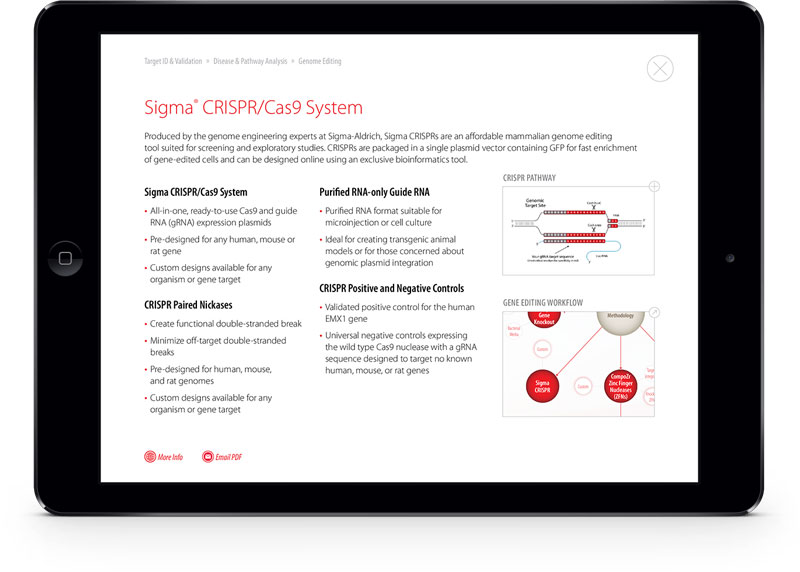 Target ID & Validation • Disease & Pathway Analysis • Genome Editing
Sigma® CRISPR/Cas9 System
Produced by the genome engineering experts at Sigma-Aldrich, Sigma CRISPRs are an affordable mammalian genome editing
tool suited for screening and exploratory studies. CRISPRs are packaged in a single plasmid vector containing GFP for fast enrichment
of gene-edited cells and can be designed online using an exclusive bioinformatics tool.
Sigma CRISPR/Cas9 System
• All-in-one, ready-to-use Cas9 and guide
RNA (gRNA) expression plasmids
• Pre-designed for any human, mouse or
rat gene
• Custom designs available for any
organism or gene target
CRISPR Paired Nickases
• Create functional double-stranded break
• Minimize off-target double-stranded
breaks
• Pre-designed for human, mouse,
and rat genomes
• Custom designs available for any
organism or gene target
Purified RNA-only Guide RNA
• Purified RNA format suitable for
microinjection or cell culture
• Ideal for creating transgenic animal
models or for those concerned about
genomic plasmid integration
CRISPR Positive and Negative Controls
• Validated positive control for the human
EMX1 gene
• Universal negative controls expressing
the wild type Cas9 nuclease with a gRNA
sequence designed to target no known
human, mouse, or rat genes
CRISPR PATHWAY
Genomic
Target Site
GENE EDITING WORKFLOW
Gene
Knockout
Methodology
Bacterial
Media
Custom
Sigma
CRISPR
Custom
CompoZr
Zinc Finger
Nucleases
(ZFNs)
More Info
Email PDF